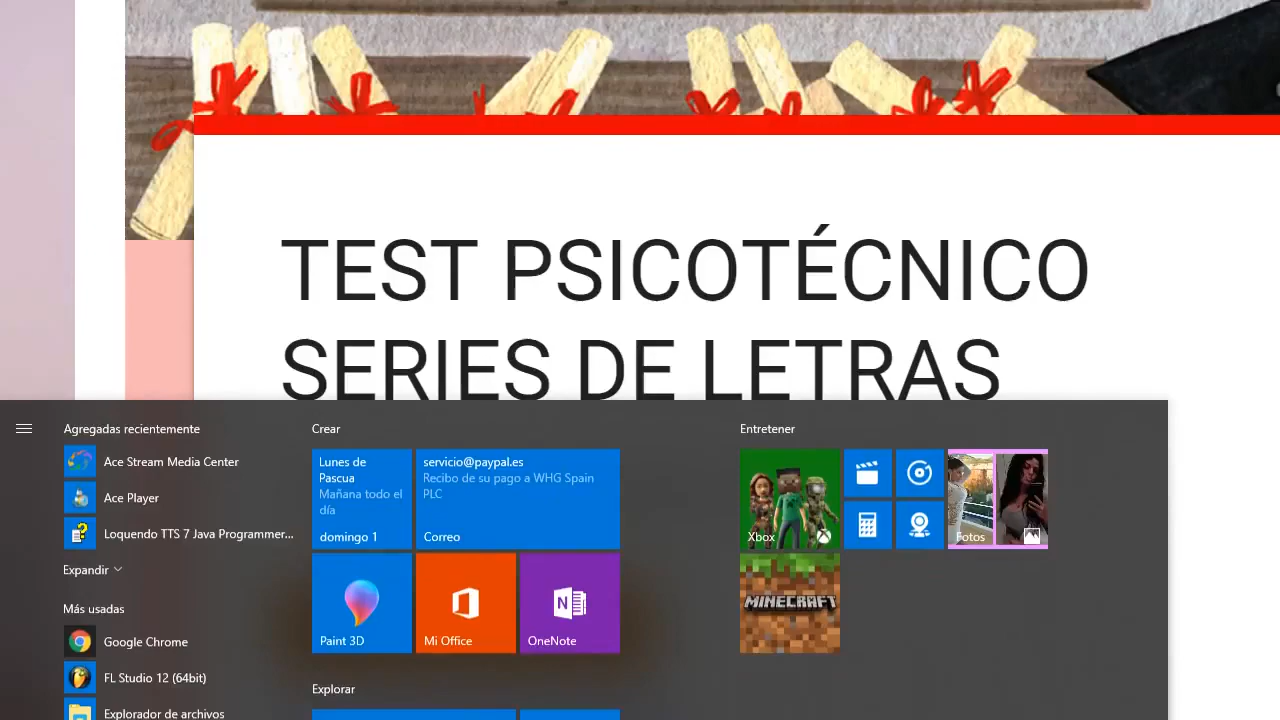 TEST PSICOTÉCNICO
SERIES DE LETRAS
Agregadas recientemente
Ace Stream Media Center
Ace Player
Loquendo TTS 7 Java Programmer...
Expandir
Más usadas
Google Chrome
FL Studio 12 (64bit)
Explorador de archivos
Crear
Lunes de
Pascua
Mañana todo el
día
domingo 1
servicio@paypal.es
Recibo de su pago a WHG Spain
PLC
Correo
Paint 3D
Mi Office
N
OneNote
Explorar
Entretener
Xbox
Fotos
MINECRAFT